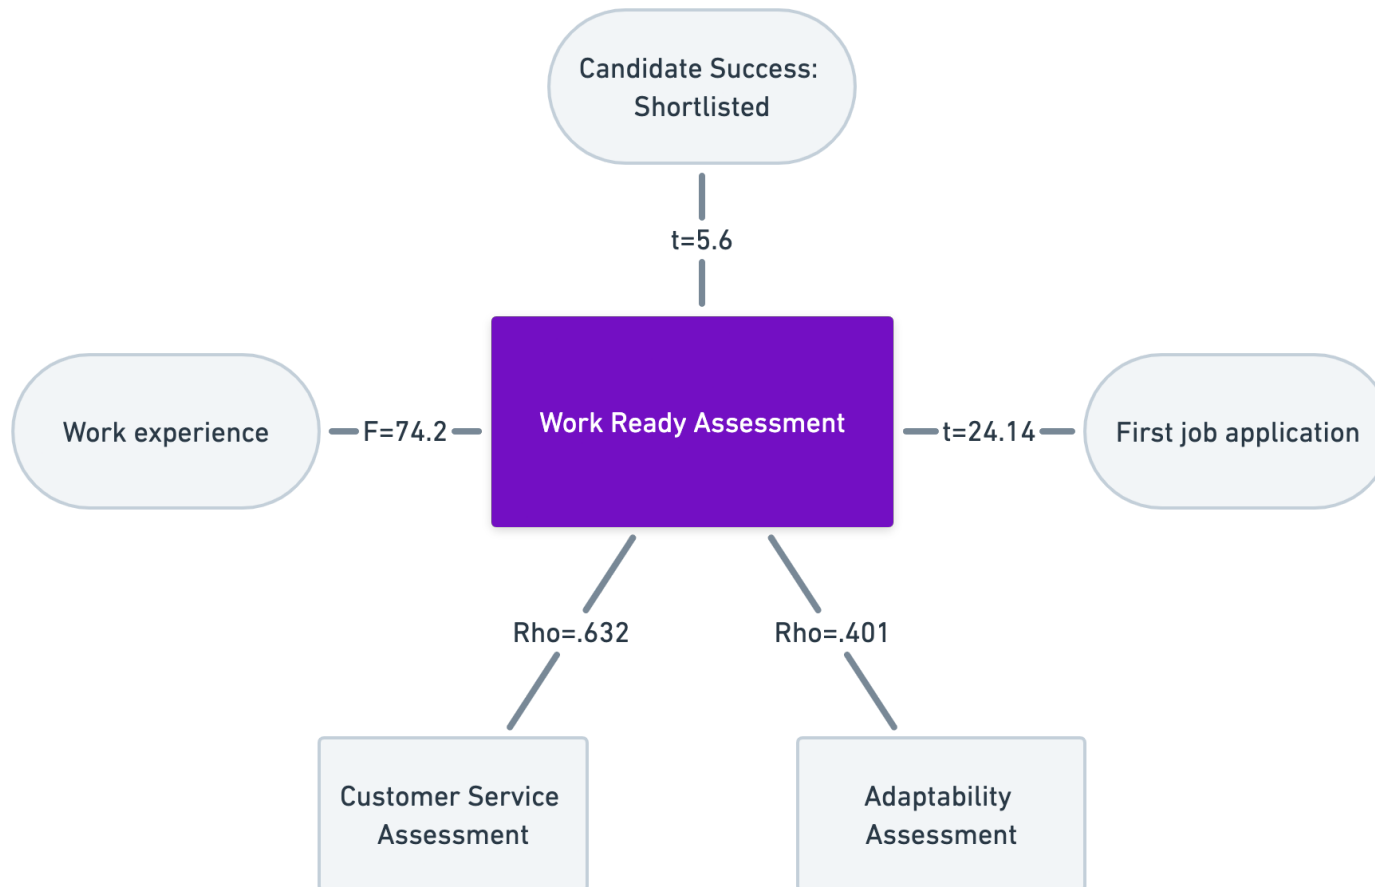 Candidate Success:
Shortlisted
t=5.6
Work experience
F=74.2
Work Ready Assessment
t=24.14
First job application
Rho=.632
Rho=.401
Customer Service
Assessment
Adaptability
Assessment